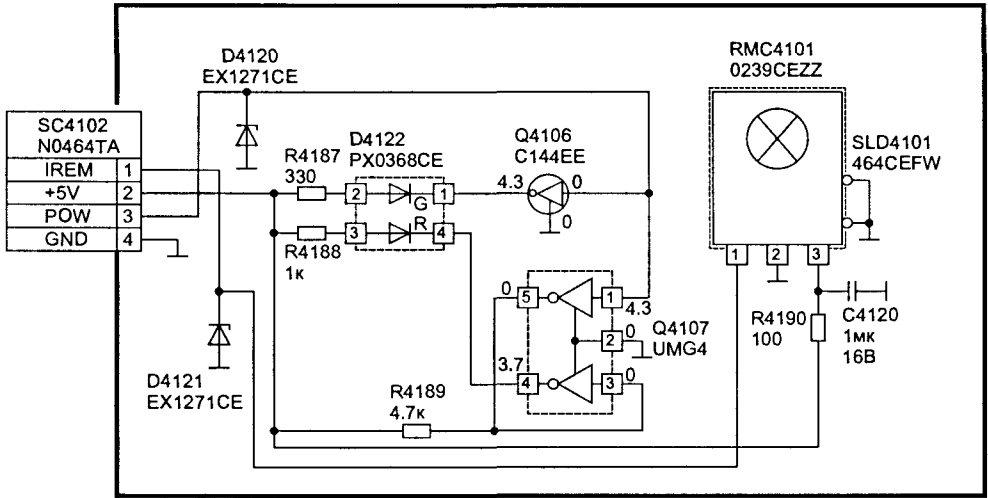 D4120
EX1271CE
SC4102
N0464TA
IREM 1
+5V 2
POW 3
GND 4
R4187
330
D4122
PX0368CE
2 G 1
3 R 4
R4188
1к
Q4106
C144EE
4.3 0
0
0 5 1
4.3
2 0
3.7
4 3 0
Q4107
UMG4
R4189
4.7к
D4121
EX1271CE
RMC4101
0239CEZZ
SLD4101
464CEFW
1 2 3
R4190
100
C4120
1мк
16В